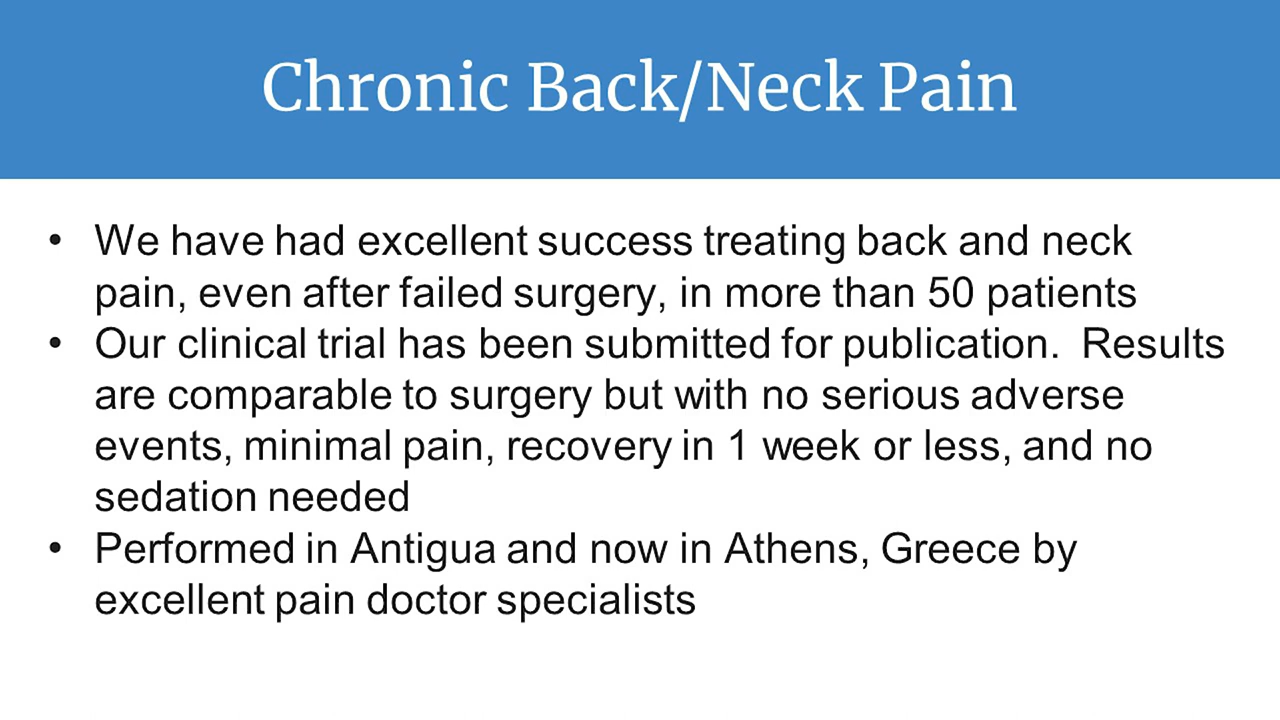 Chronic Back/Neck Pain
• We have had excellent success treating back and neck
pain, even after failed surgery, in more than 50 patients
• Our clinical trial has been submitted for publication.  Results
are comparable to surgery but with no serious adverse
events, minimal pain, recovery in 1 week or less, and no
sedation needed
• Performed in Antigua and now in Athens, Greece by
excellent pain doctor specialists